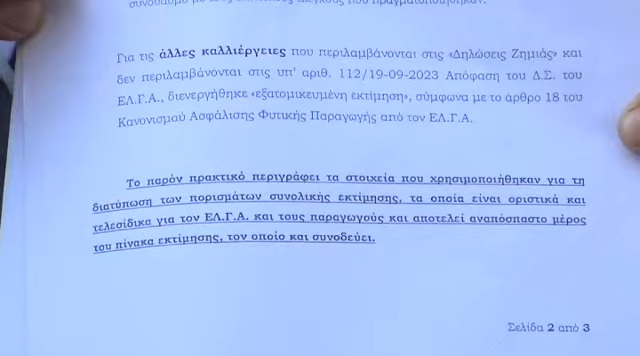 Για τις άλλες καλλιέργειες που περιλαμβάνονται στις «Δηλώσεις Ζημιάς» και
δεν περιλαμβάνονται στις υπ' αριθ. 112/19-09-2023 Απόφαση του Δ.Σ. του
ΕΛ.Γ.Α., διενεργήθηκε «εξατομικευμένη εκτίμηση», σύμφωνα με το άρθρο 18 του
Κανονισμού Ασφάλισης Φυτικής Παραγωγής από τον ΕΛ.Γ.Α.
Το παρόν πρακτικό περιγράφει τα στοιχεία που χρησιμοποιήθηκαν για τη
διατύπωση των πορισμάτων συνολικής εκτίμησης, τα οποία είναι οριστικά και
τελεσίδικα για τον ΕΛ.Γ.Α. και τους παραγωγούς και αποτελεί αναπόσπαστο μέρος
του πίνακα εκτίμησης, τον οποίο και συνοδεύει.
Σελίδα 2 από 3